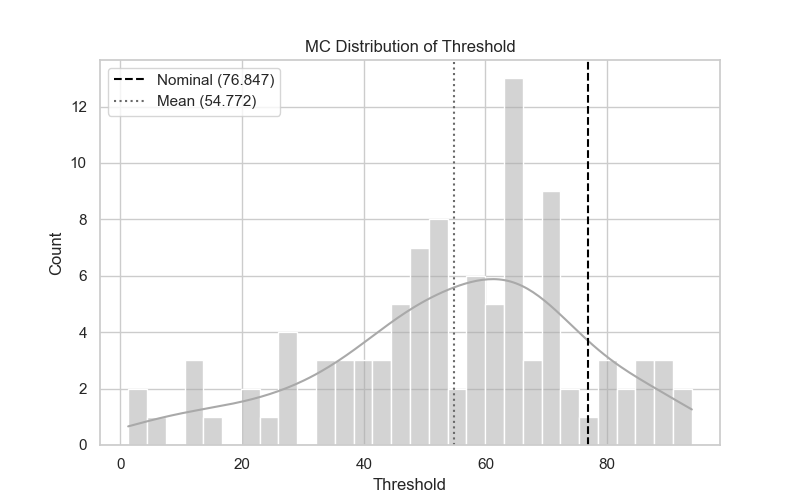 MC Distribution of Threshold
Nominal (76.847)
Mean (54.772)
12
10
8
6
4
2
0
Count
0 20 40 60 80
Threshold